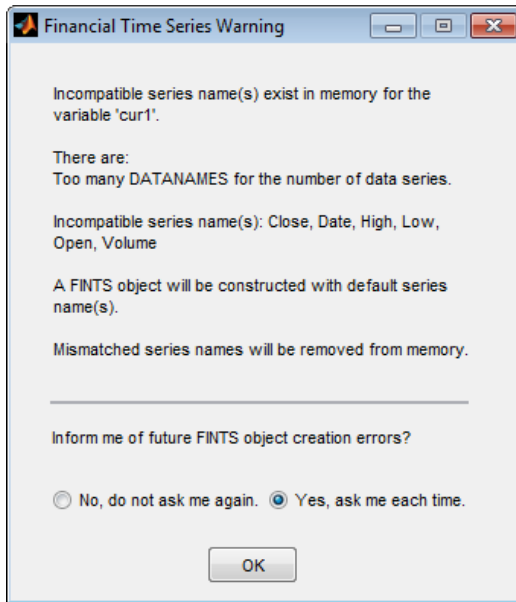 Financial Time Series Warning
Incompatible series name(s) exist in memory for the
variable 'cur1'.
There are:
Too many DATANAMES for the number of data series.
Incompatible series name(s): Close, Date, High, Low,
Open, Volume
A FINTS object will be constructed with default series
name(s).
Mismatched series names will be removed from memory.
Inform me of future FINTS object creation errors?
No, do not ask me again. Yes, ask me each time.
OK